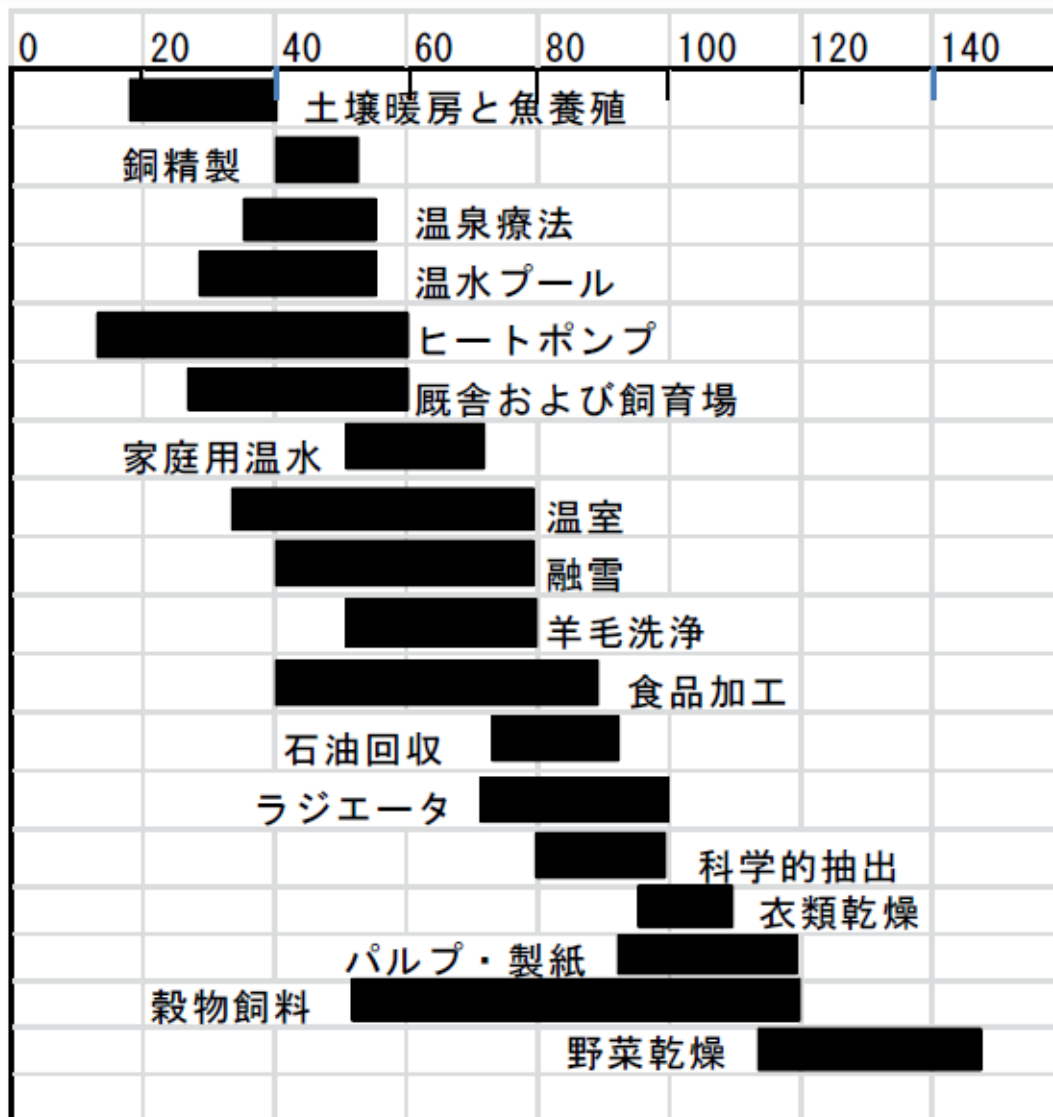 0 20 40 60 80 100 120 140
土壌暖房と魚養殖
銅精製
温泉療法
温水プール
ヒートポンプ
厩舎および飼育場
家庭用温水
温室
融雪
羊毛洗浄
食品加工
石油回収
ラジエータ
科学的抽出
衣類乾燥
パルプ・製紙
穀物飼料
野菜乾燥